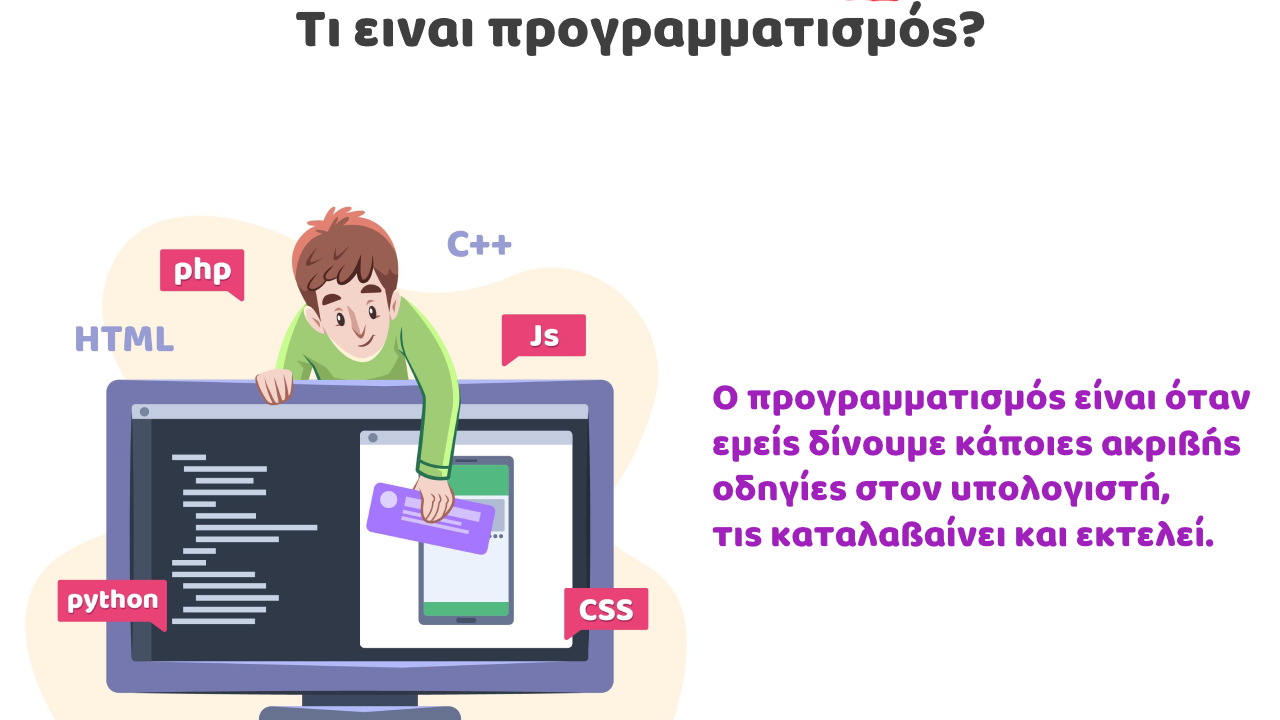 Τι ειναι προγραμματισμός?
C++
php
Js
HTML
Ο προγραμματισμός είναι όταν
εμείς δίνουμε κάποιες ακριβής
οδηγίες στον υπολογιστή,
τις καταλαβαίνει και εκτελεί.
python
CSS